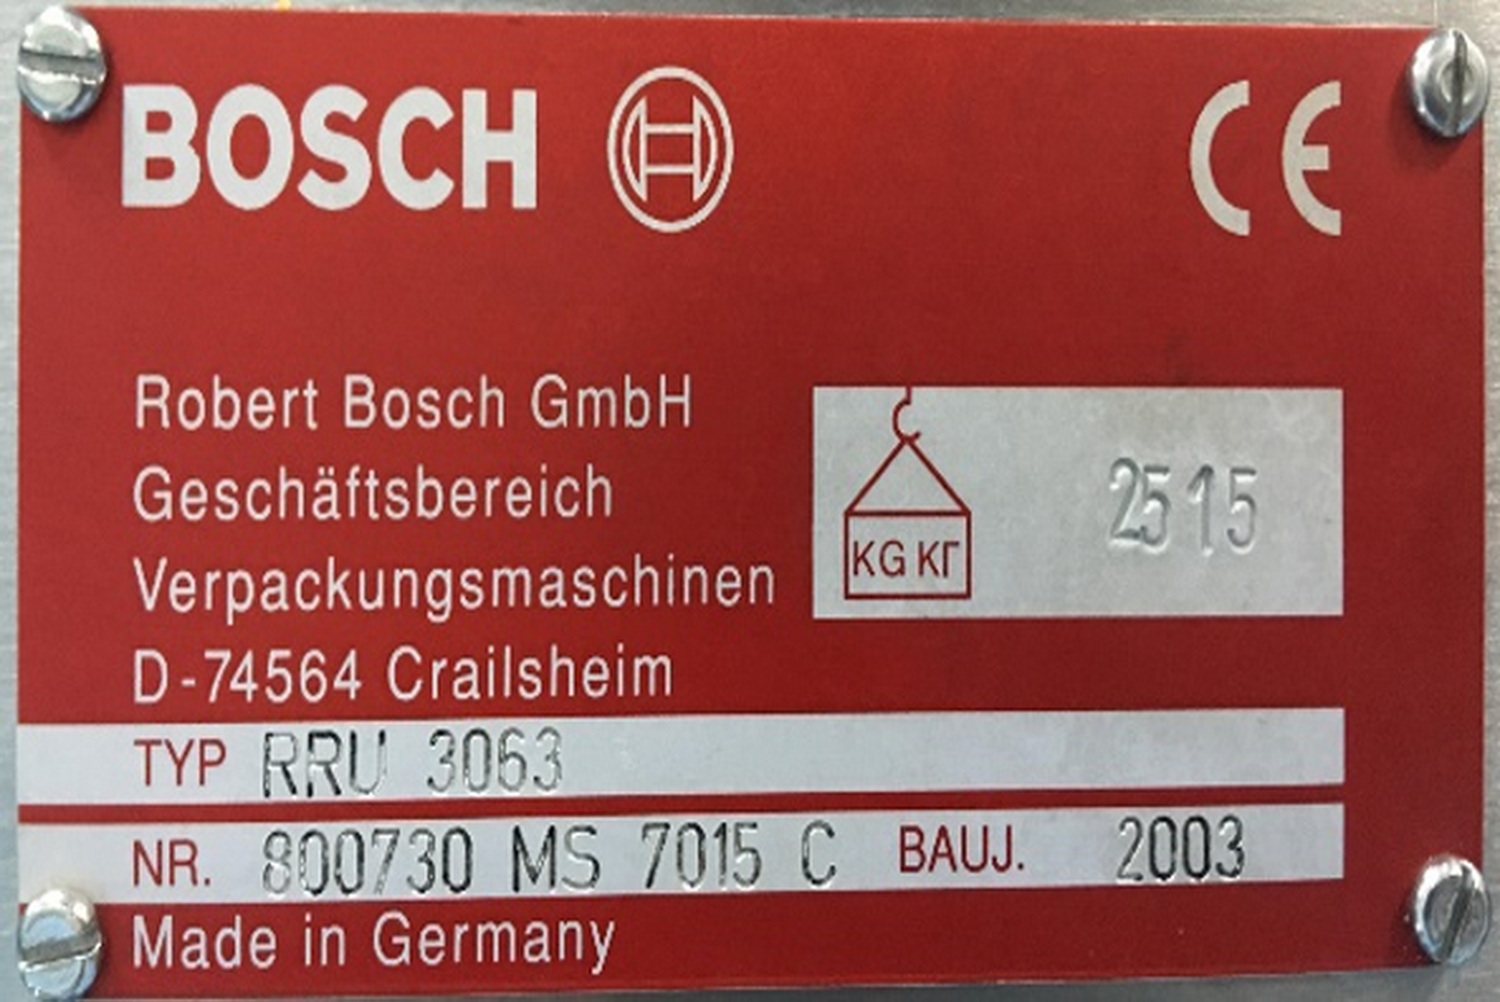 BOSCH CE
Robert Bosch GmbH
Geschäftsbereich
Verpackungsmaschinen
D-74564 Crailsheim
KG КГ 2515
TYP RRU 3063
NR. 800730 MS 7015 C BAUJ. 2003
Made in Germany